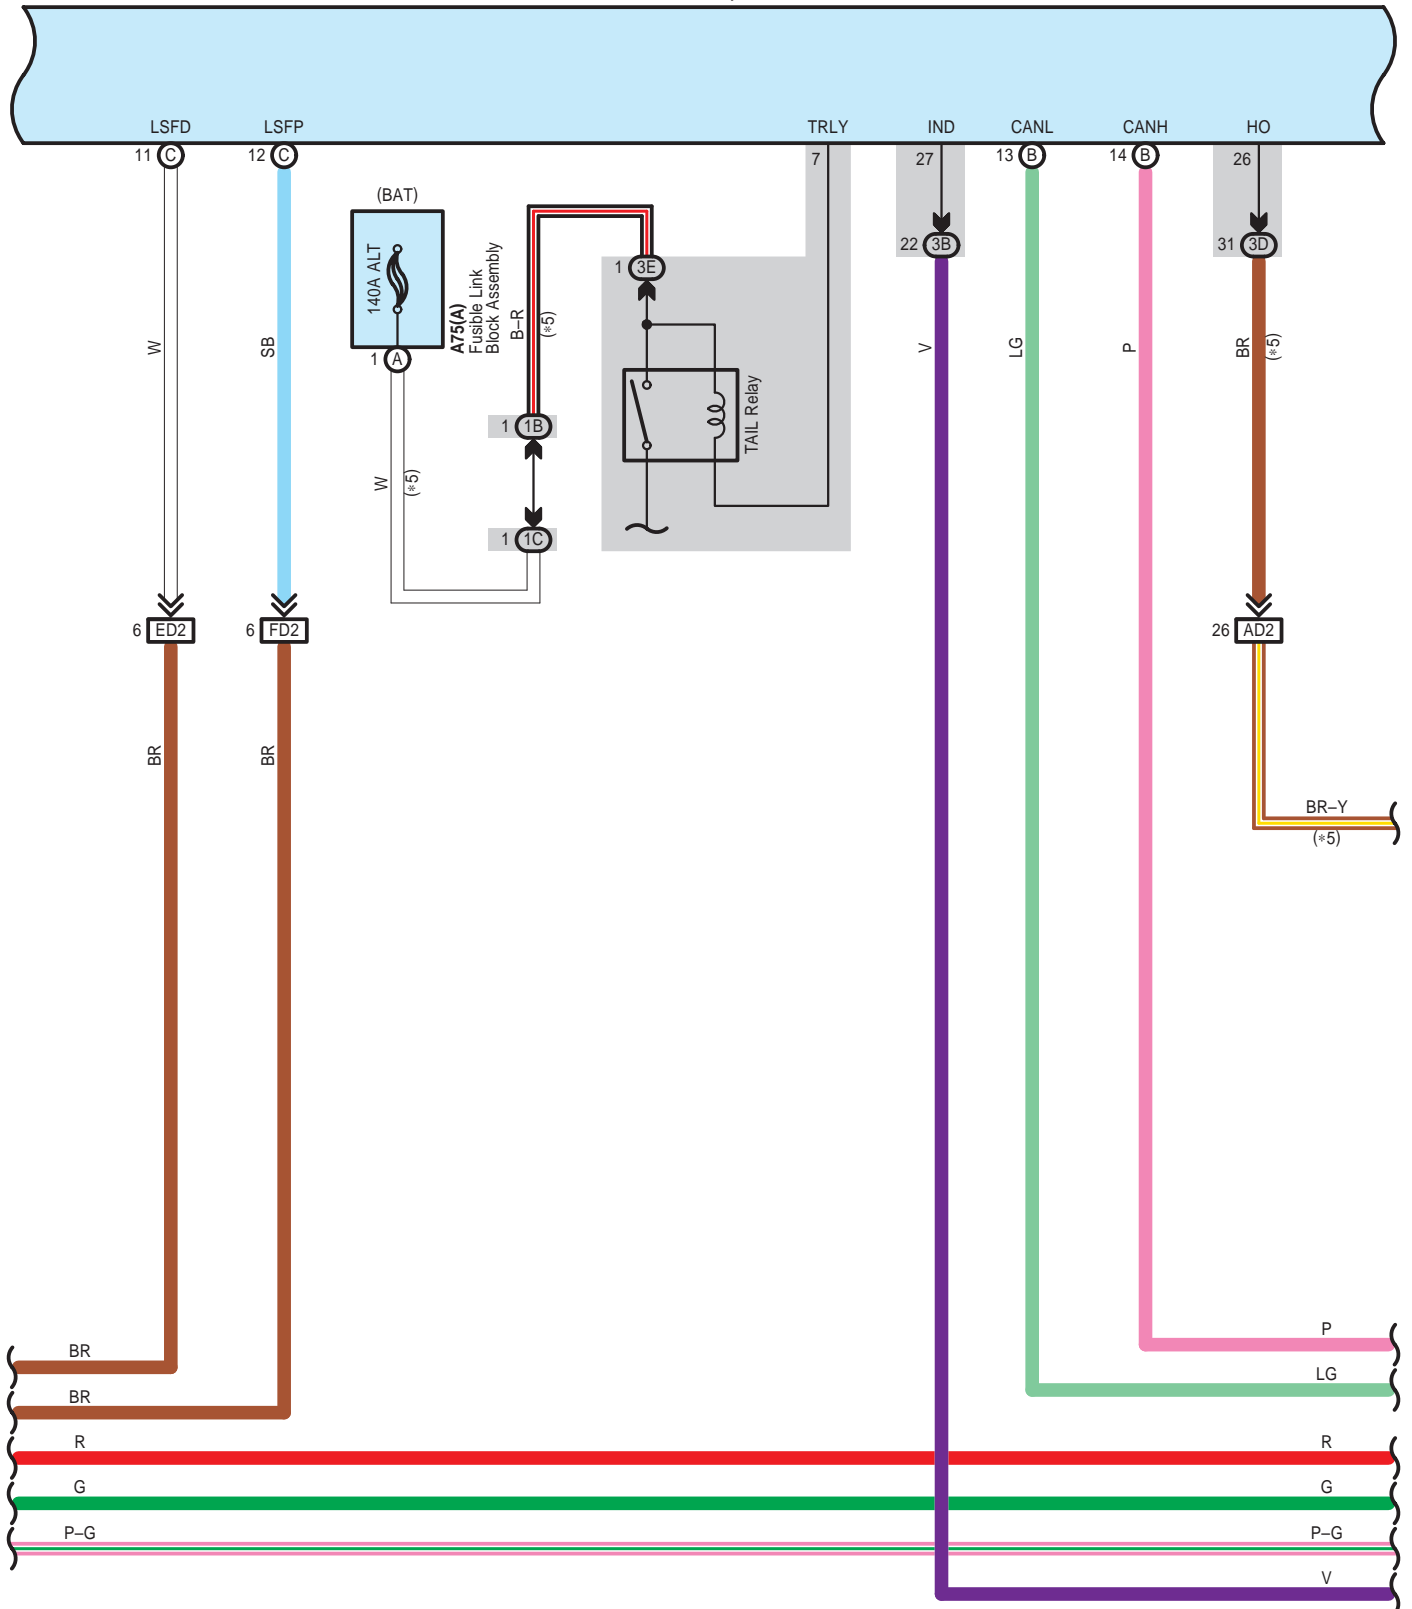 LSFD LSFP TRLY IND CANL CANH HO
11 C 12 C 7 27 13 B 14 B 26
(BAT)
140A ALT
A75(A)
Fusible Link
Block Assembly
1 A
22 3B 31 3D
1 3E
B–R
(*5)
W
SB
V
LG
P
BR
(*5)
TAIL Relay
1 1B
W
(*5)
1 1C
6 ED2 6 FD2 26 AD2
BR
BR
BR–Y
(*5)
P
BR
LG
BR
R R
G G
P–G P–G
V